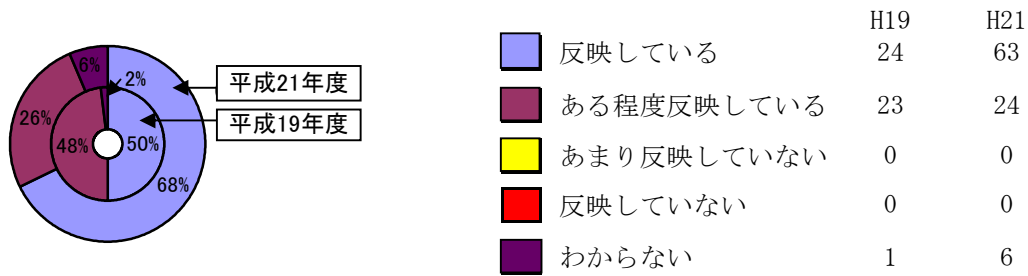 H19 H21
反映している 24 63
ある程度反映している 23 24
あまり反映していない 0 0
反映していない 0 0
わからない 1 6
6%
2%
平成21年度
26%
平成19年度
48%
50%
68%